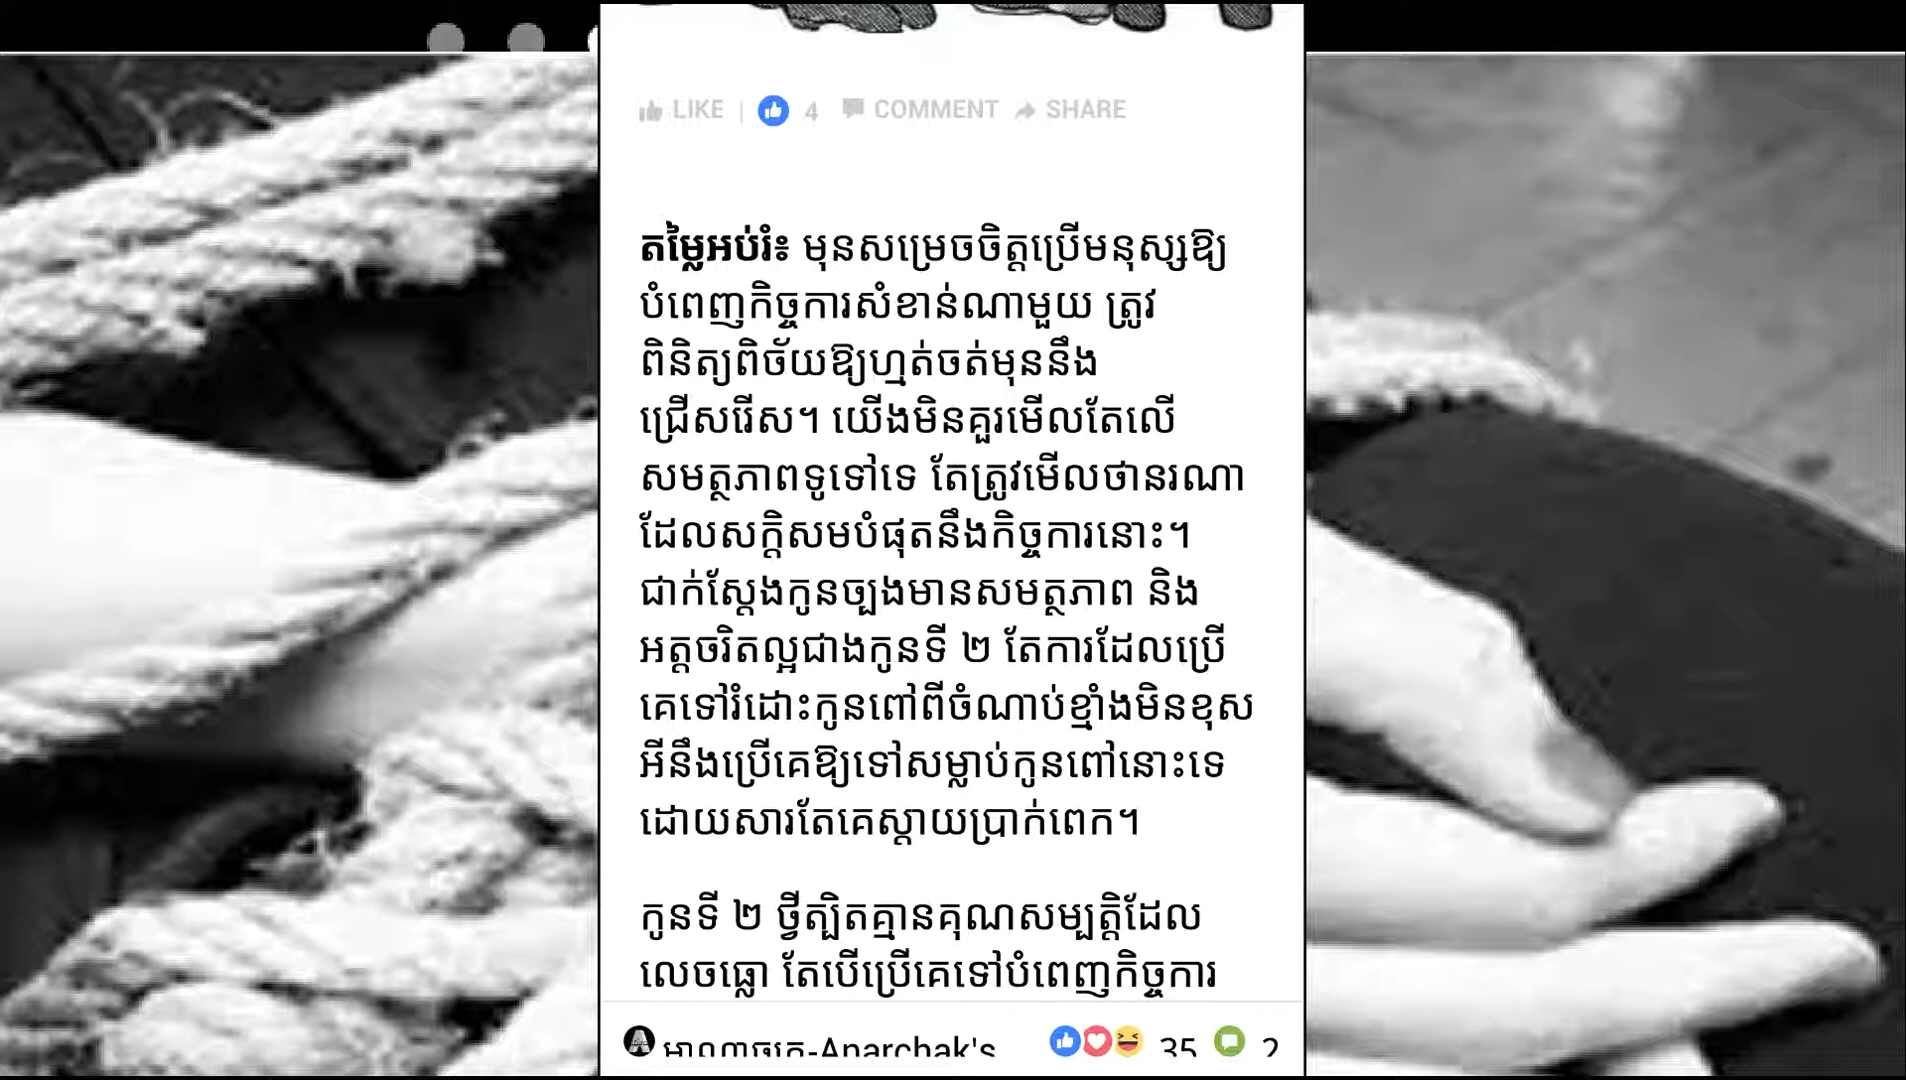 LIKE | 4 COMMENT SHARE
តម្លៃអប់រំ៖ មុនសម្រេចចិត្តប្រើមនុស្សឱ្យ
បំពេញកិច្ចការសំខាន់ណាមួយ ត្រូវ
ពិនិត្យពិច័យឱ្យហ្មត់ចត់មុននឹង
ជ្រើសរើស។ យើងមិនគួរមើលតែលើ
សមត្ថភាពទូទៅទេ តែត្រូវមើលថានរណា
ដែលសក្តិសមបំផុតនឹងកិច្ចការនោះ។
ជាក់ស្តែងកូនច្បងមានសមត្ថភាព និង
អត្តចរិតល្អជាងកូនទី ២ តែការដែលប្រើ
គេទៅរំដោះកូនពៅពីចំណាប់ខ្មាំងមិនខុស
អីនឹងប្រើគេឱ្យទៅសម្លាប់កូនពៅនោះទេ
ដោយសារតែគេស្តាយប្រាក់ពេក។
កូនទី ២ ថ្វីត្បិតគ្មានគុណសម្បត្តិដែល
លេចធ្លោ តែបើប្រើគេទៅបំពេញកិច្ចការ
អាណាចក្រ-Anarchak's 35 2